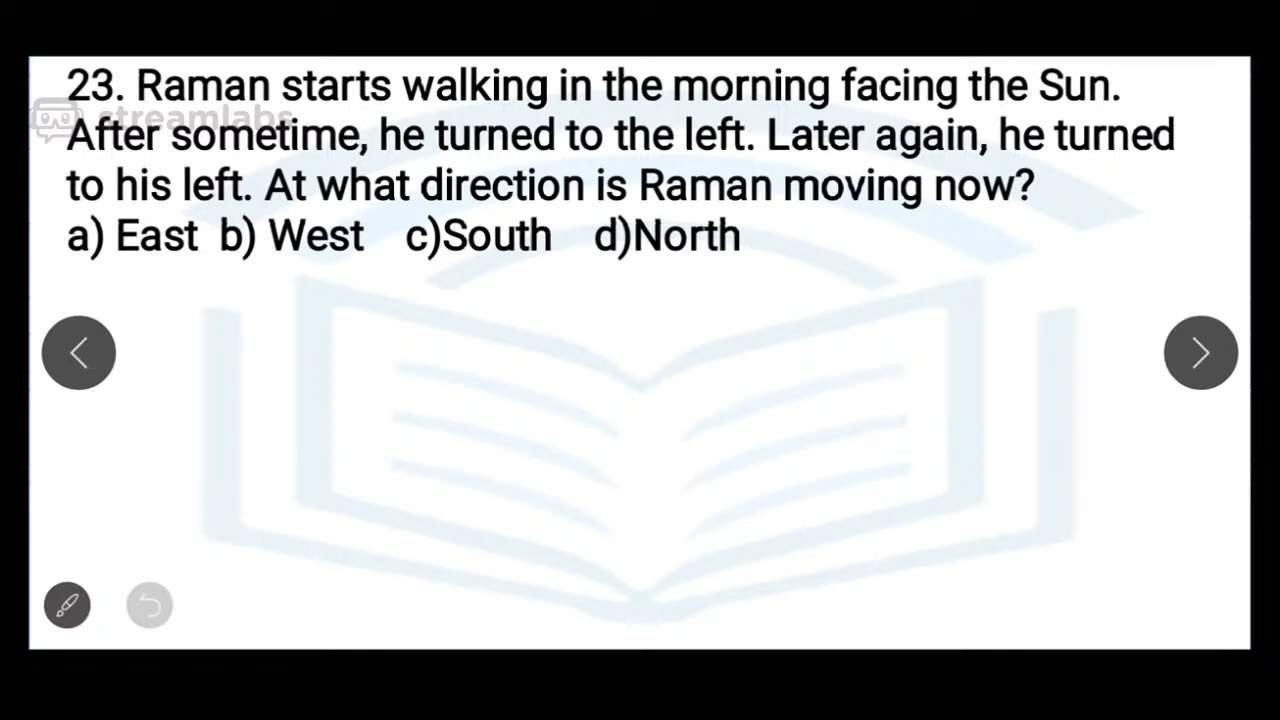 23. Raman starts walking in the morning facing the Sun.
streamlabs
After sometime, he turned to the left. Later again, he turned
to his left. At what direction is Raman moving now?
a) East b) West c)South d)North